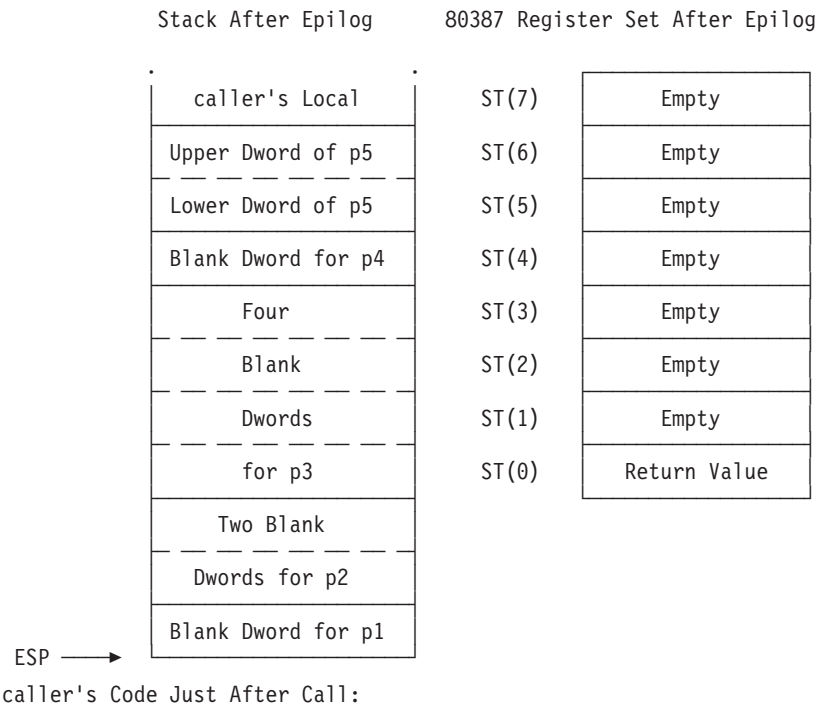 Stack After Epilog 80387 Register Set After Epilog
caller's Local ST(7) Empty
Upper Dword of p5 ST(6) Empty
Lower Dword of p5 ST(5) Empty
Blank Dword for p4 ST(4) Empty
Four ST(3) Empty
Blank ST(2) Empty
Dwords ST(1) Empty
for p3 ST(0) Return Value
Two Blank
Dwords for p2
Blank Dword for p1
ESP
caller's Code Just After Call: